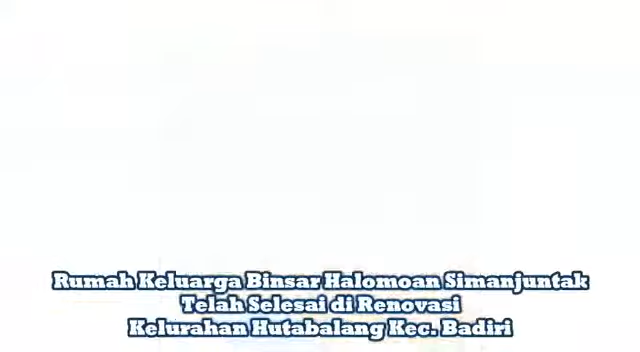 Rumah Keluarga Binsar Halomoan Simanjuntak
Telah Selesai di Renovasi
Kelurahan Hutabalang Kec. Badiri